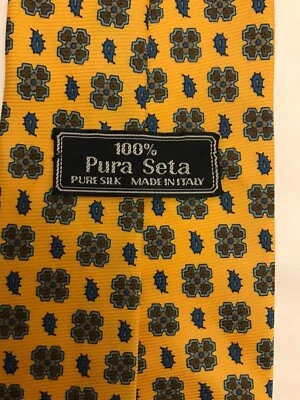 100%
Pura Seta
PURE SILK MADE IN ITALY